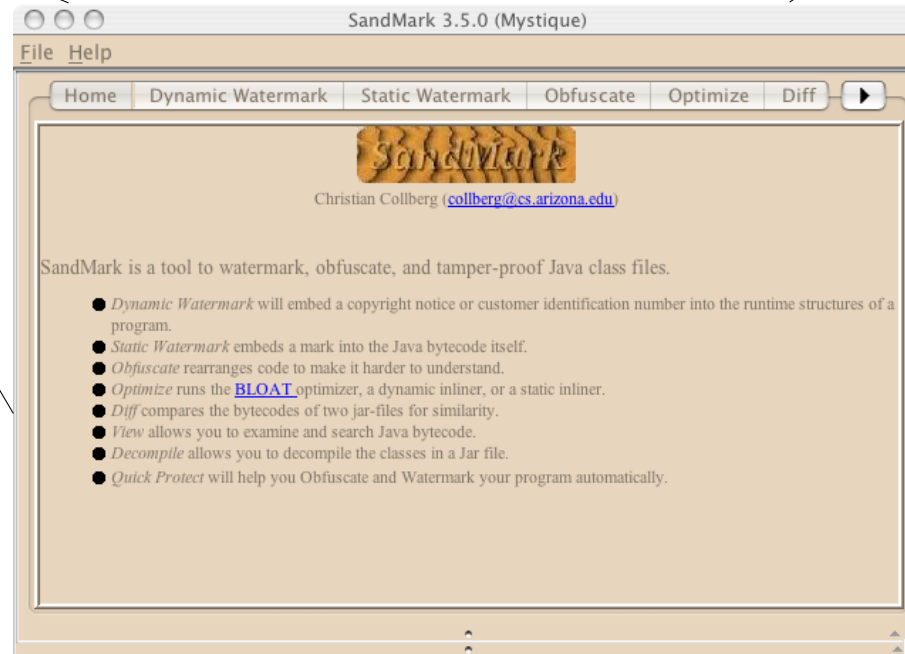 SandMark 3.5.0 (Mystique)
File Help
Home Dynamic Watermark Static Watermark Obfuscate Optimize Diff
SandMark
Christian Collberg (collberg@cs.arizona.edu)
SandMark is a tool to watermark, obfuscate, and tamper-proof Java class files.
Dynamic Watermark will embed a copyright notice or customer identification number into the runtime structures of a
program.
Static Watermark embeds a mark into the Java bytecode itself.
Obfuscate rearranges code to make it harder to understand.
Optimize runs the BLOAT optimizer, a dynamic inliner, or a static inliner.
Diff compares the bytecodes of two jar-files for similarity.
View allows you to examine and search Java bytecode.
Decompile allows you to decompile the classes in a Jar file.
Quick Protect will help you Obfuscate and Watermark your program automatically.